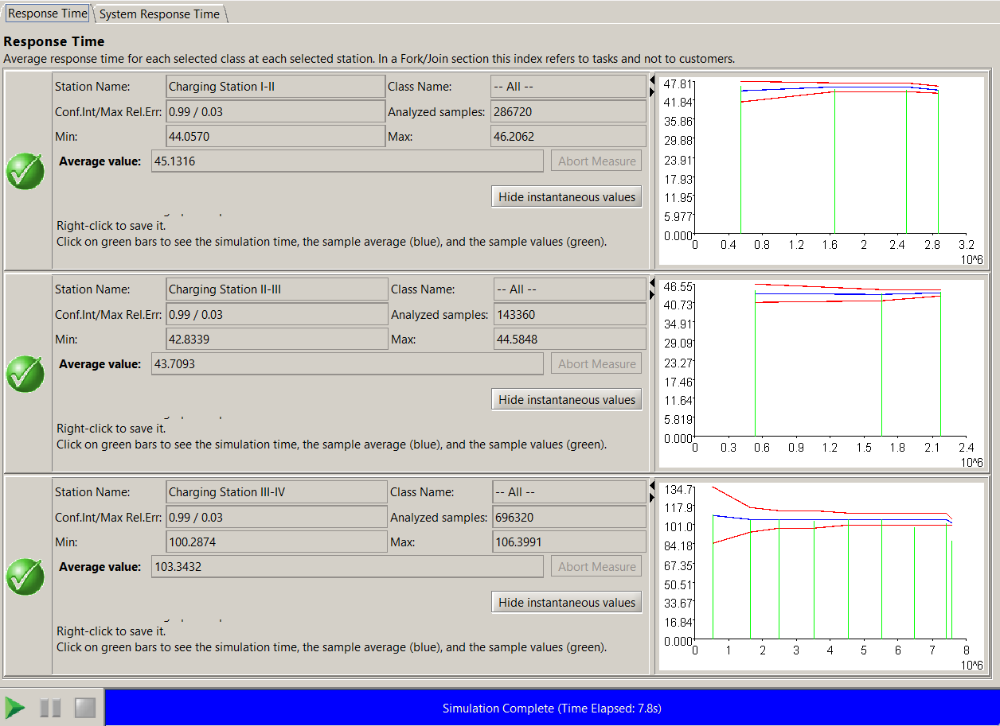 Response Time System Response Time
Response Time
Average response time for each selected class at each selected station. In a Fork/Join section this index refers to tasks and not to customers.
Station Name: Charging Station I-II Class Name: -- All --
Conf.Int/Max Rel.Err: 0.99 / 0.03 Analyzed samples: 286720
Min: 44.0570 Max: 46.2062
Average value: 45.1316 Abort Measure
Hide instantaneous values
Right-click to save it.
Click on green bars to see the simulation time, the sample average (blue), and the sample values (green).
47.81
41.84
35.86
29.88
23.91
17.93
11.95
5.977
0.000
0 0.4 0.8 1.2 1.6 2 2.4 2.8 3.2
10^6
Station Name: Charging Station II-III Class Name: -- All --
Conf.Int/Max Rel.Err: 0.99 / 0.03 Analyzed samples: 143360
Min: 42.8339 Max: 44.5848
Average value: 43.7093 Abort Measure
Hide instantaneous values
Right-click to save it.
Click on green bars to see the simulation time, the sample average (blue), and the sample values (green).
46.55
40.73
34.91
29.09
23.27
17.46
11.64
5.819
0.000
0 0.3 0.6 0.9 1.2 1.5 1.8 2.1 2.4
10^6
Station Name: Charging Station III-IV Class Name: -- All --
Conf.Int/Max Rel.Err: 0.99 / 0.03 Analyzed samples: 696320
Min: 100.2874 Max: 106.3991
Average value: 103.3432 Abort Measure
Hide instantaneous values
Right-click to save it.
Click on green bars to see the simulation time, the sample average (blue), and the sample values (green).
134.7
117.9
101.0
84.18
67.35
50.51
33.67
16.84
0.000
0 1 2 3 4 5 6 7 8
10^6
Simulation Complete (Time Elapsed: 7.8s)